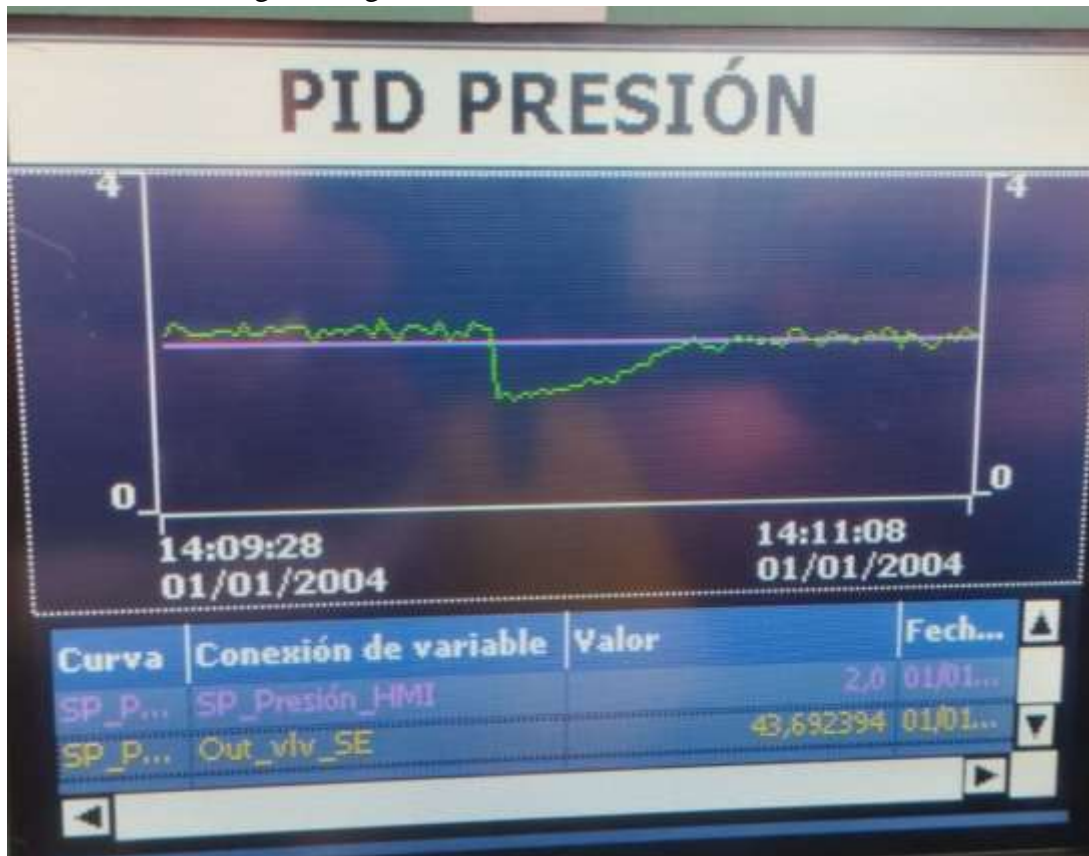 PID PRESIÓN
4 4
0 0
14:09:28 14:11:08
01/01/2004 01/01/2004
Curva Conexión de variable Valor Fech...
SP_P... SP_Presión_HMI 2,0 01/01...
SP_P... Out_vlv_SE 43,692394 01/01...